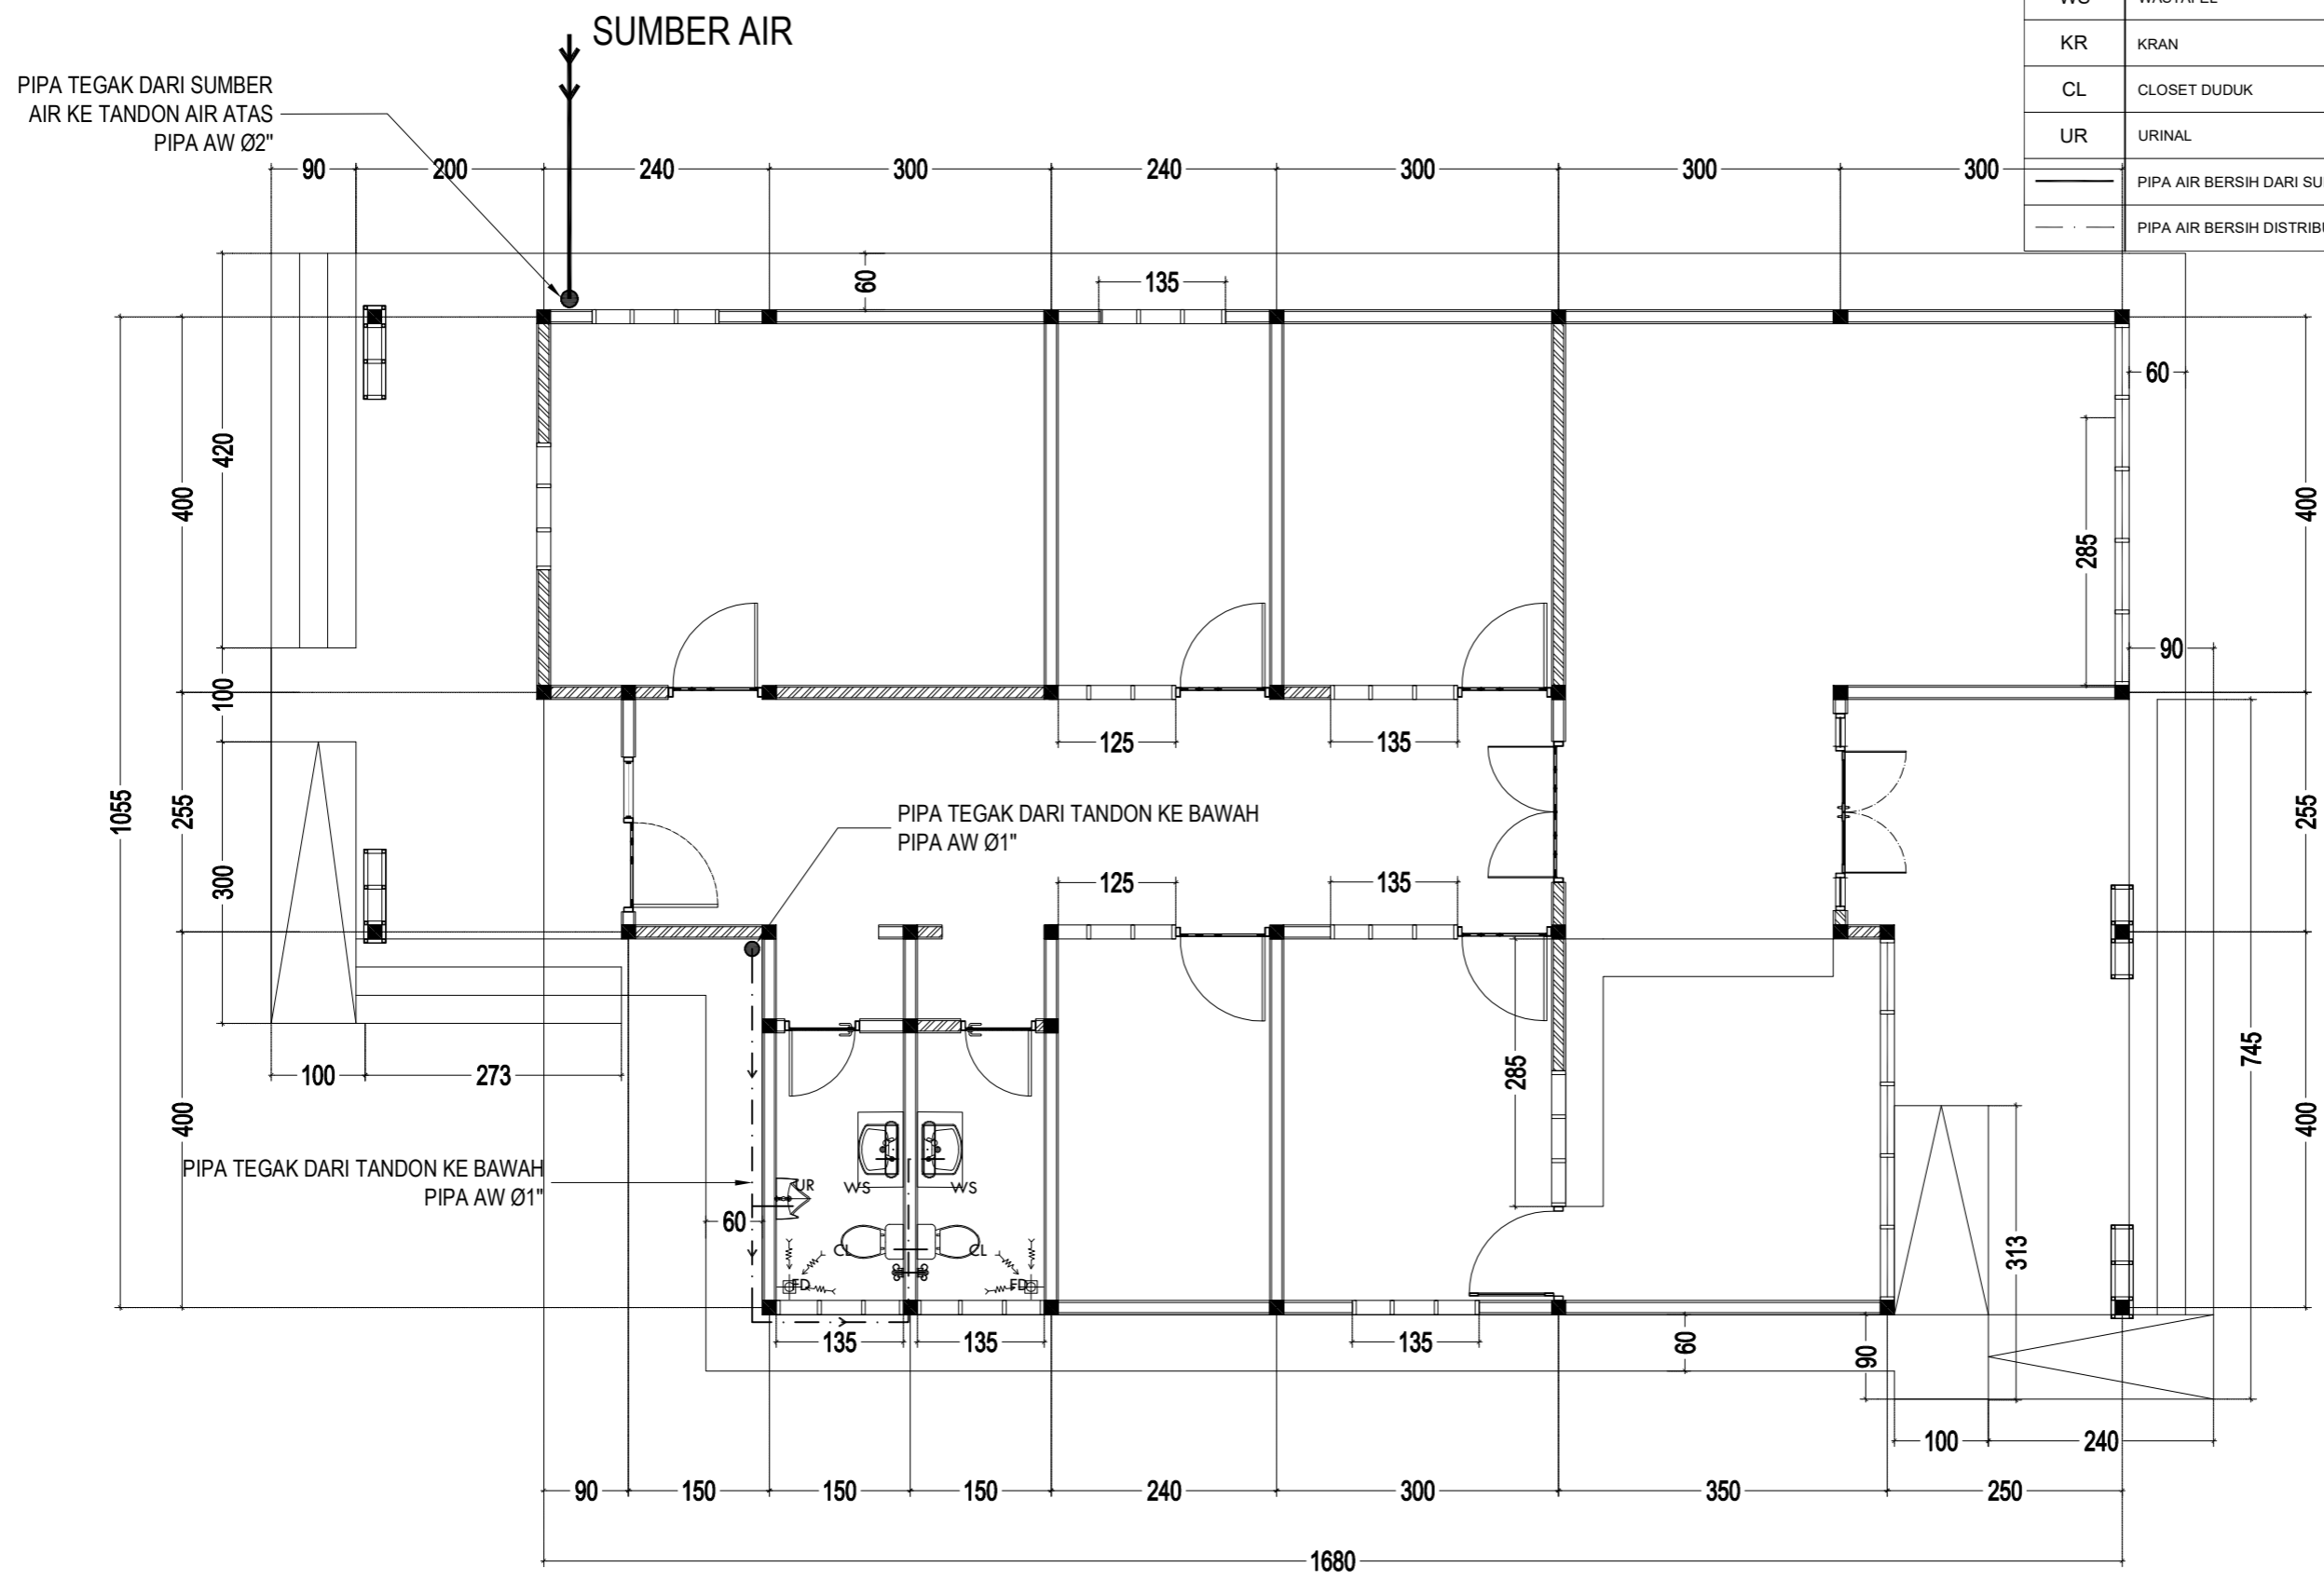 SUMBER AIR
PIPA TEGAK DARI SUMBER
AIR KE TANDON AIR ATAS
PIPA AW Ø2"
KR KRAN
CL CLOSET DUDUK
UR URINAL
PIPA AIR BERSIH DARI
PIPA AIR BERSIH
90 200 240 300 240 300 300 300
60
135
60
420
400
400
285
90
100
125
135
1055
255
255
PIPA TEGAK DARI TANDON KE BAWAH
PIPA AW Ø1"
300
125
135
100 273
285
745
400
400
PIPA TEGAK DARI TANDON KE BAWAH
PIPA AW Ø1"
UR
WS
WS
60
CL
CL
FD
FD
313
135
135
135
60
90
100 240
90 150 150 150 240 300 350 250
1680